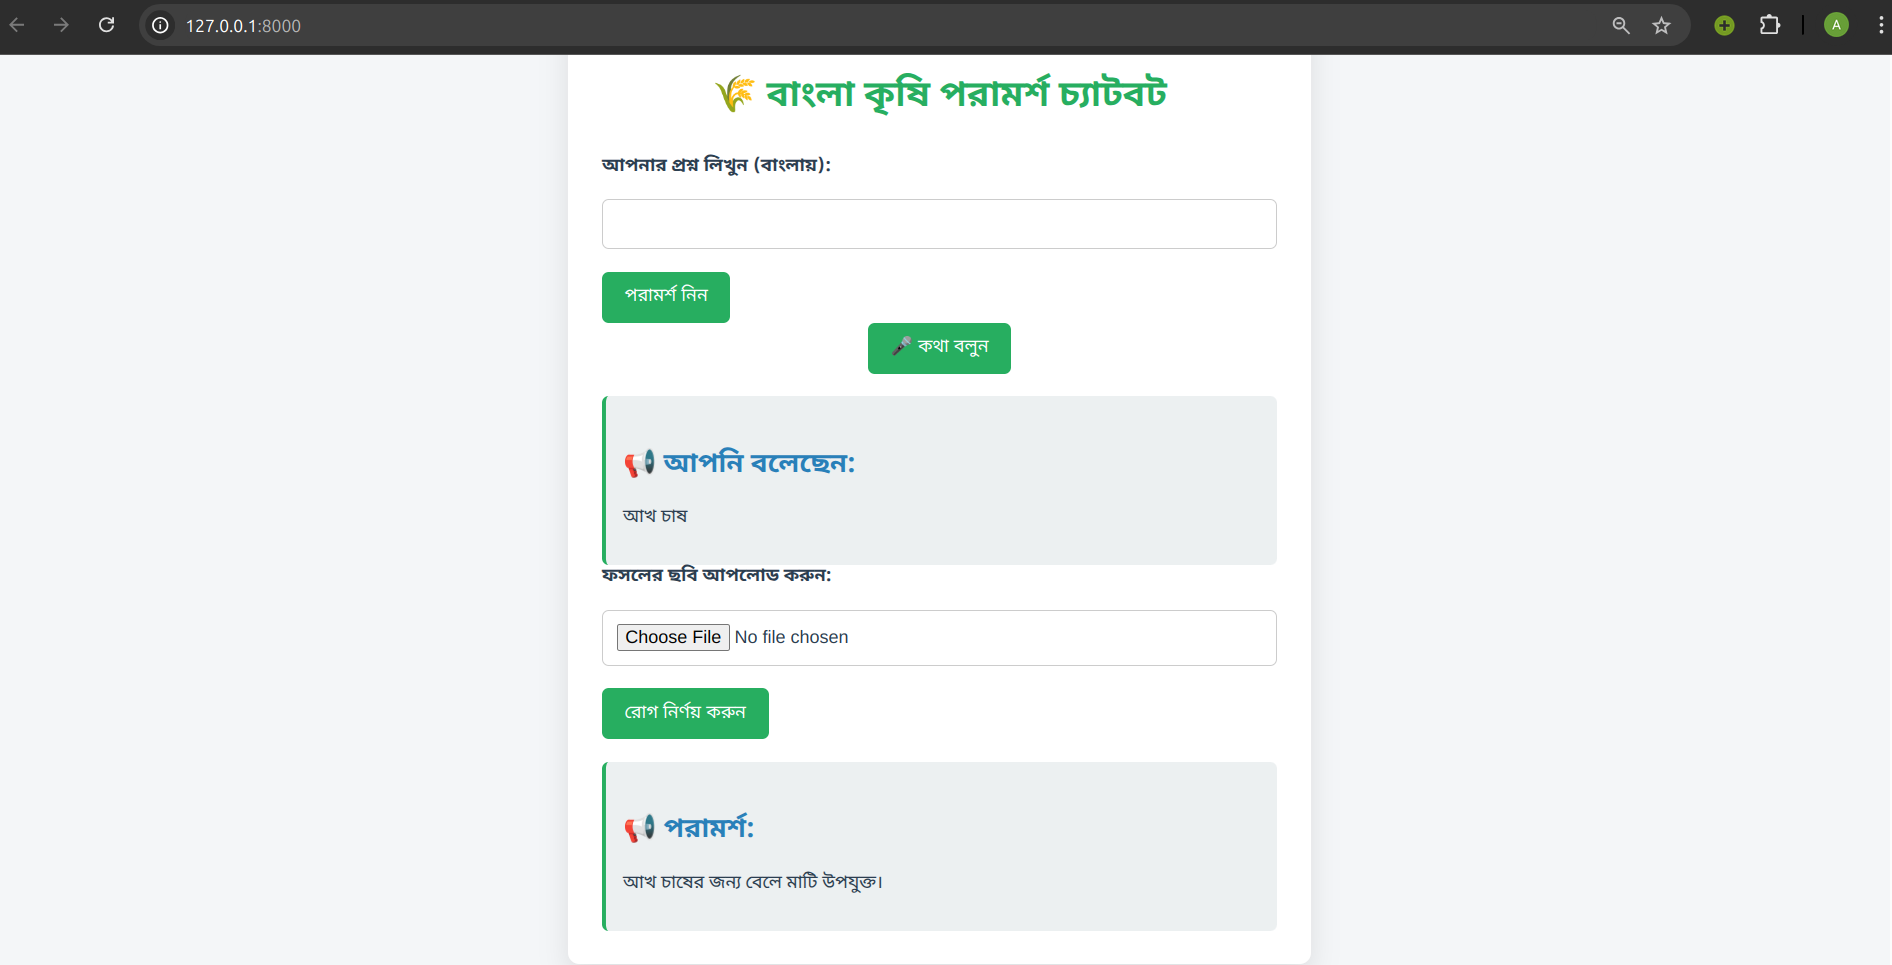 127.0.0.1:8000
A
🌾 বাংলা কৃষি পরামর্শ চ্যাটবট
আপনার প্রশ্ন লিখুন (বাংলায়):
পরামর্শ নিন
🎤 কথা বলুন
📢 আপনি বলেছেন:
আখ চাষ
ফসলের ছবি আপলোড করুন:
Choose File No file chosen
রোগ নির্ণয় করুন
📢 পরামর্শ:
আখ চাষের জন্য বেলে মাটি উপযুক্ত।